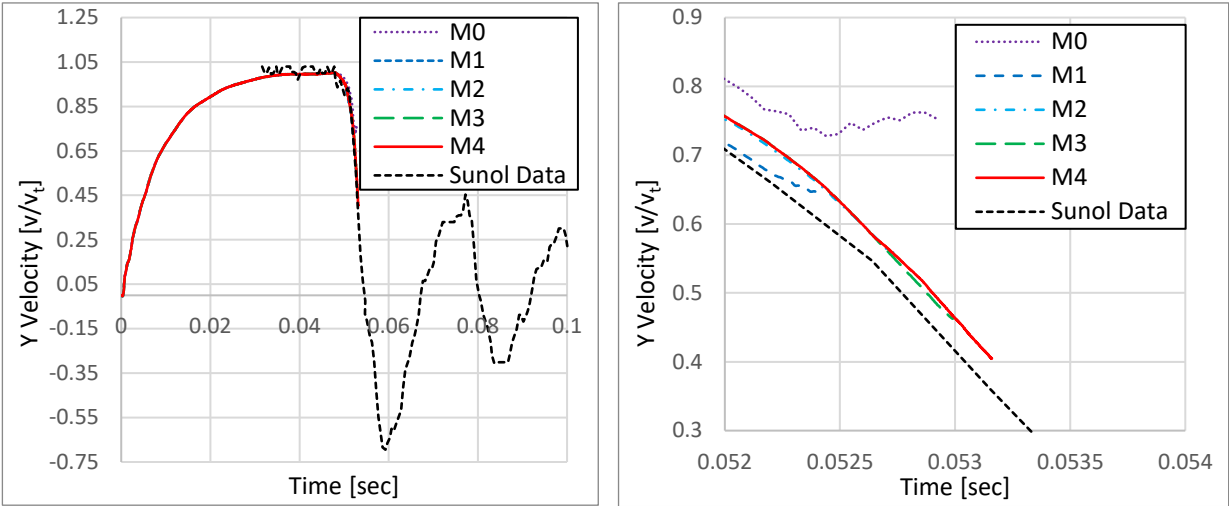 1.25
1.05
0.85
0.65
0.45
0.25
0.05
-0.15
-0.35
-0.55
-0.75
Y Velocity [v/vt]
0
0.02
0.04
0.06
0.08
0.1
Time [sec]
M0
M1
M2
M3
M4
Sunol Data
0.9
0.8
0.7
0.6
0.5
0.4
0.3
Y Velocity [v/vt]
0.052
0.0525
0.053
0.0535
0.054
Time [sec]
M0
M1
M2
M3
M4
Sunol Data